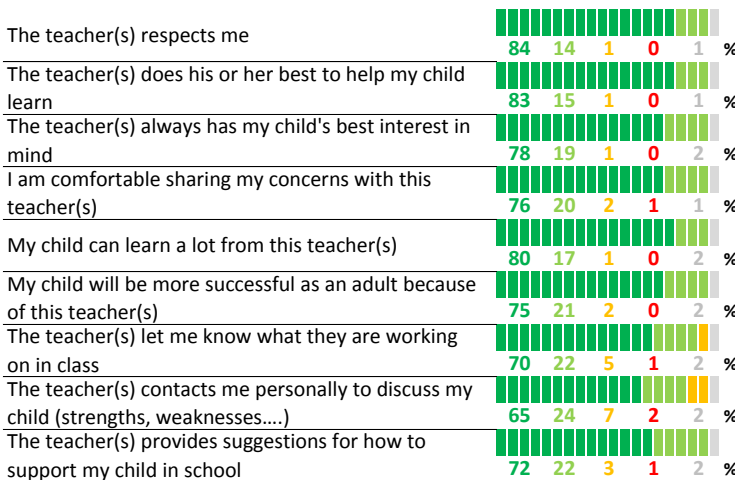 The teacher(s) respects me
84 14 1 0 1 %
The teacher(s) does his or her best to help my child
learn
83 15 1 0 1 %
The teacher(s) always has my child's best interest in
mind
78 19 1 0 2 %
I am comfortable sharing my concerns with this
teacher(s)
76 20 2 1 1 %
My child can learn a lot from this teacher(s)
80 17 1 0 2 %
My child will be more successful as an adult because
of this teacher(s)
75 21 2 0 2 %
The teacher(s) let me know what they are working
on in class
70 22 5 1 2 %
The teacher(s) contacts me personally to discuss my
child (strengths, weaknesses....)
65 24 7 2 2 %
The teacher(s) provides suggestions for how to
support my child in school
72 22 3 1 2 %